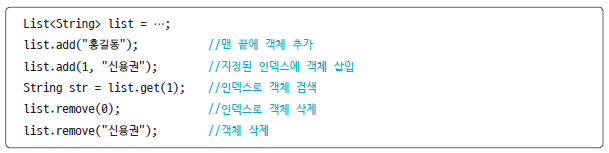 List<String> list = …;
list.add("홍길동"); //맨 끝에 객체 추가
list.add(1, "신용권"); //지정된 인덱스에 객체 삽입
String str = list.get(1); //인덱스로 객체 검색
list.remove(0); //인덱스로 객체 삭제
list.remove("신용권"); //객체 삭제